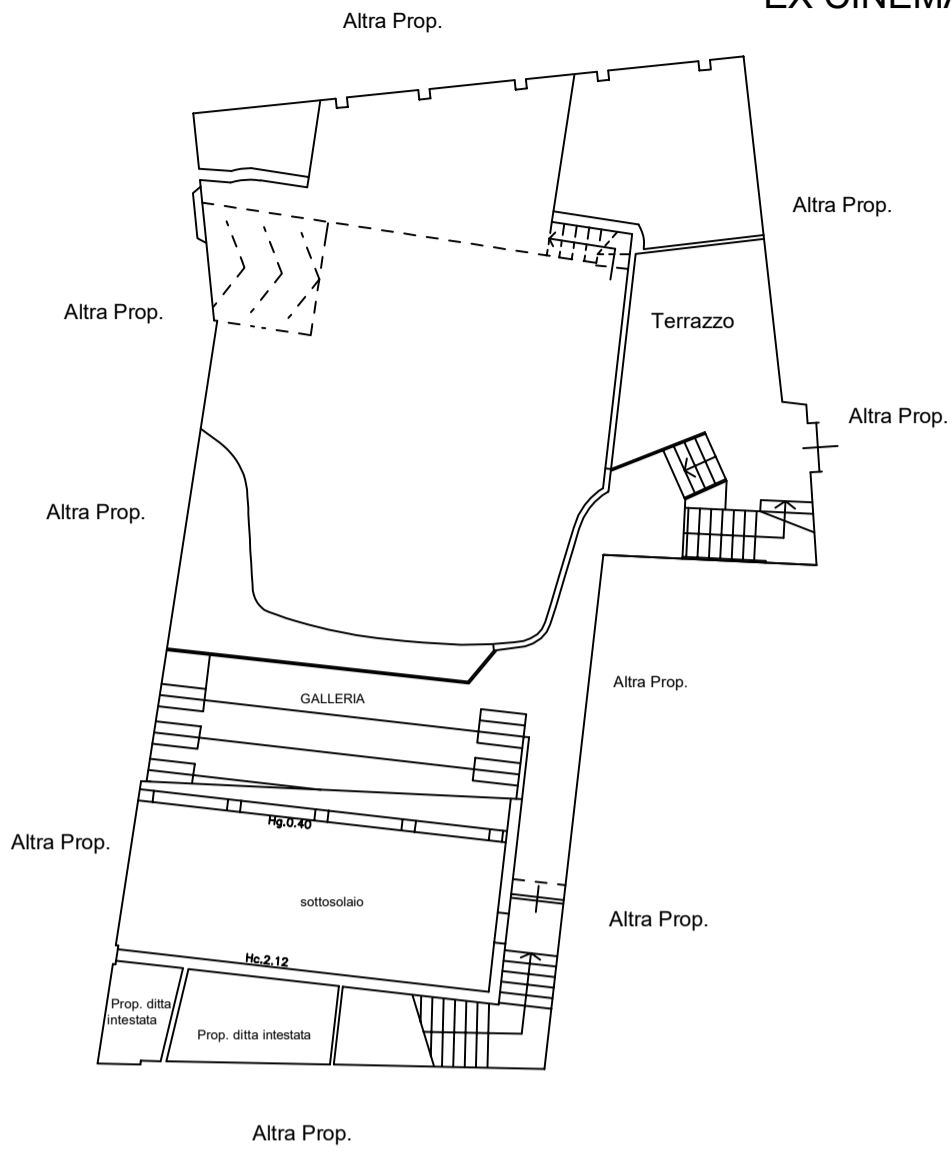 EX CINEMA
Altra Prop.
Altra Prop.
Altra Prop.
Terrazzo
Altra Prop.
Altra Prop.
Altra Prop.
GALLERIA
Hg.0.40
Altra Prop.
sottosolaio
Altra Prop.
Hc.2.12
Prop. ditta
intestata
Prop. ditta intestata
Altra Prop.